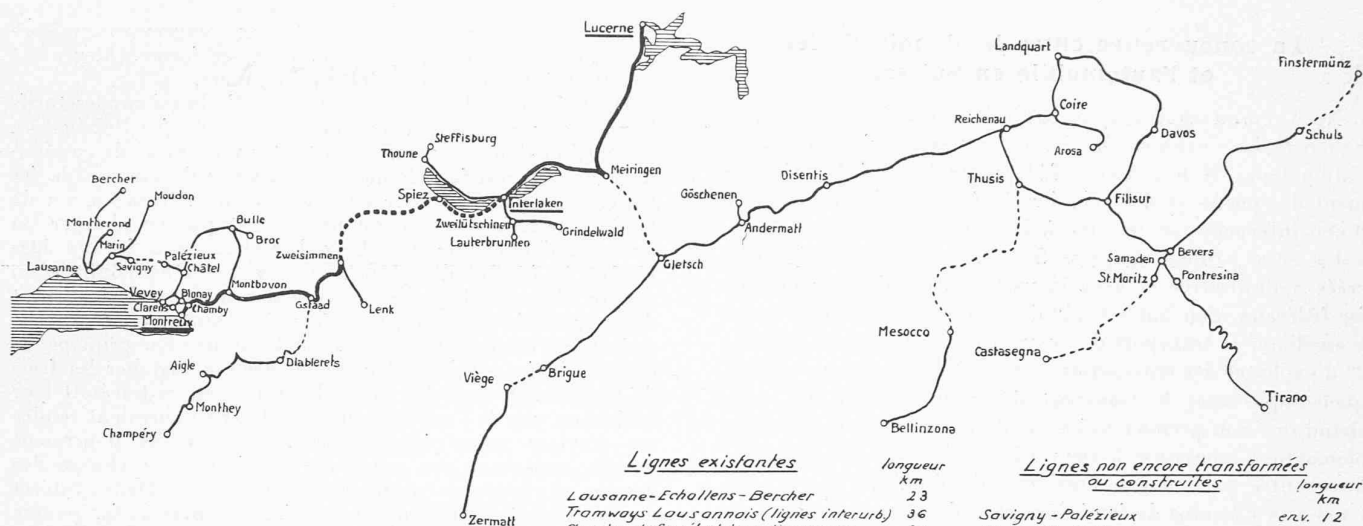 Lucerne
Landquart
Finstermünz
Steffisburg
Thoune
Reichenau
Coire
Davos
Schuls
Bercher
Moudon
Meiringen
Arosa
Montherond
Spiez
Interlaken
Göschenen
Disentis
Thusis
Filisur
Marin
Bulle
Broc
Zweilütschinen
Lauterbrunnen
Grindelwald
Andermatt
Lausanne
Savigny
Palézieux
Châtel
Zweisimmen
Gletsch
Bevers
Samaden
St.Moritz
Pontresina
Vevey
Blonay
Montbovon
Clarens
Chamby
Gstaad
Lenk
Montreux
Mesocco
Castasegna
Aigle
Diablerets
Viège
Brigue
Tirano
Monthey
Champéry
Bellinzona
Zermatt
Lignes existantes
longueur
km
Lausanne-Echallens-Bercher 23
Tramways Lausannois (lignes interurb.) 36
Lignes non encore transformées
ou construites
longueur
km
Savigny-Palézieux env. 12